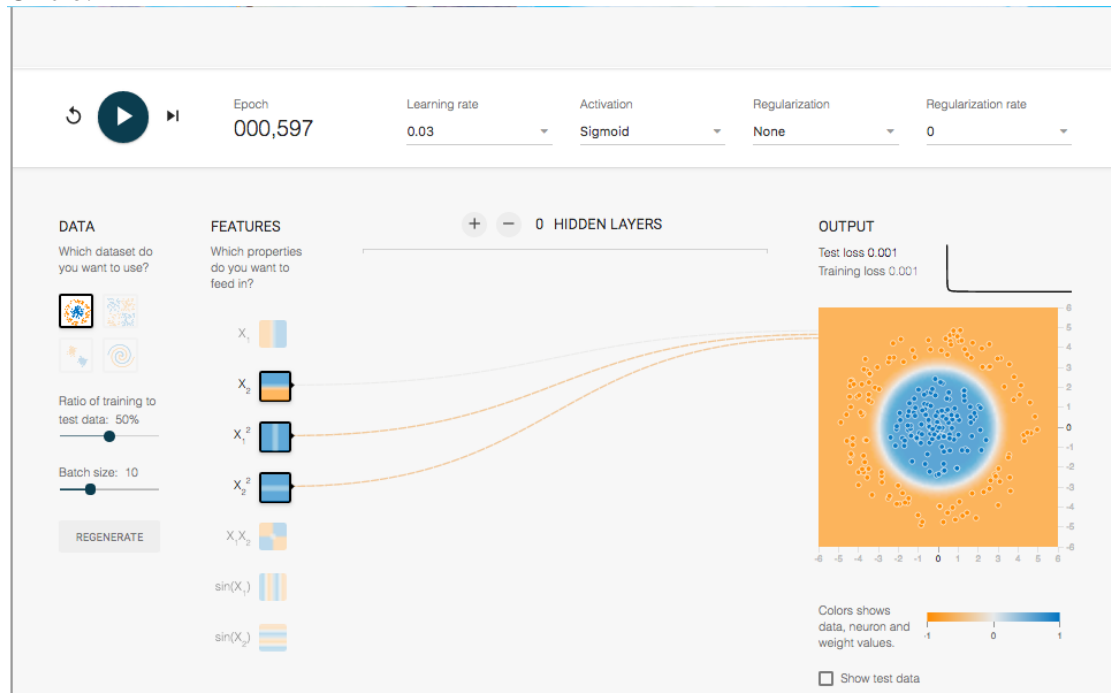 Epoch
000,597
Learning rate
0.03
Activation
Sigmoid
Regularization
None
Regularization rate
0
DATA
Which dataset do
you want to use?
Ratio of training to
test data: 50%
Batch size: 10
REGENERATE
FEATURES
Which properties
do you want to
feed in?
X₁
X₂
X₁²
X₂²
X₁X₂
sin(X₁)
sin(X₂)
+ − 0 HIDDEN LAYERS
OUTPUT
Test loss 0.001
Training loss 0.001
6
5
4
3
2
1
0
-1
-2
-3
-4
-5
-6
-6 -5 -4 -3 -2 -1 0 1 2 3 4 5 6
Colors shows
data, neuron and
weight values.
-1 0 1
Show test data